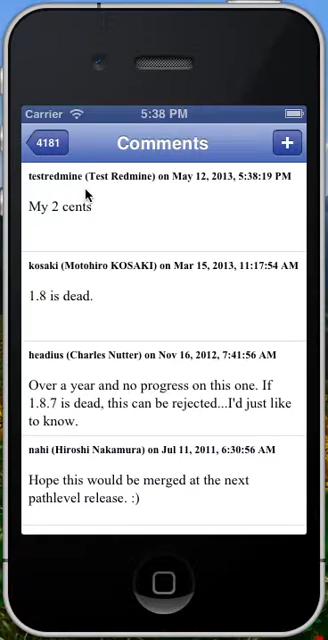 Carrier 5:38 PM
4181 Comments +
testredmine (Test Redmine) on May 12, 2013, 5:38:19 PM
My 2 cents
kosaki (Motohiro KOSAKI) on Mar 15, 2013, 11:17:54 AM
1.8 is dead.
headius (Charles Nutter) on Nov 16, 2012, 7:41:56 AM
Over a year and no progress on this one. If
1.8.7 is dead, this can be rejected...I'd just like
to know.
nahi (Hiroshi Nakamura) on Jul 11, 2011, 6:30:56 AM
Hope this would be merged at the next
pathlevel release. :)